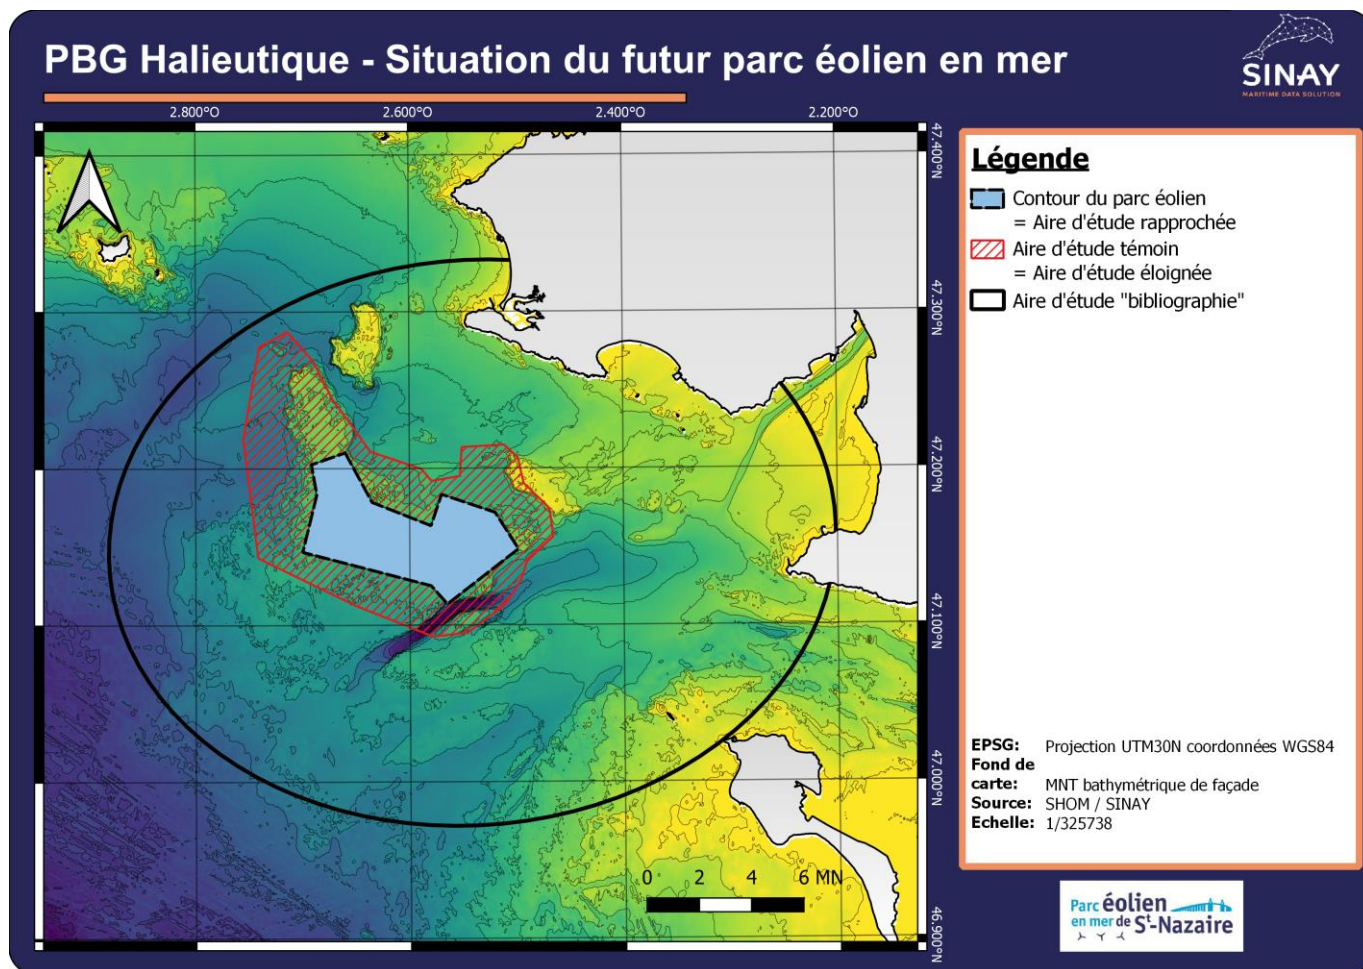 PBG Halieutique - Situation du futur parc éolien en mer
SINAY
MARITIME DATA SOLUTION
2.800°O 2.600°O 2.400°O 2.200°O
47.400°N
47.300°N
47.200°N
47.100°N
47.000°N
46.900°N
0 2 4 6 MN
Légende
Contour du parc éolien
= Aire d'étude rapprochée
Aire d'étude témoin
= Aire d'étude éloignée
Aire d'étude "bibliographie"
EPSG: Projection UTM30N coordonnées WGS84
Fond de
carte: MNT bathymétrique de façade
Source: SHOM / SINAY
Echelle: 1/325738
Parc éolien
en mer de St-Nazaire